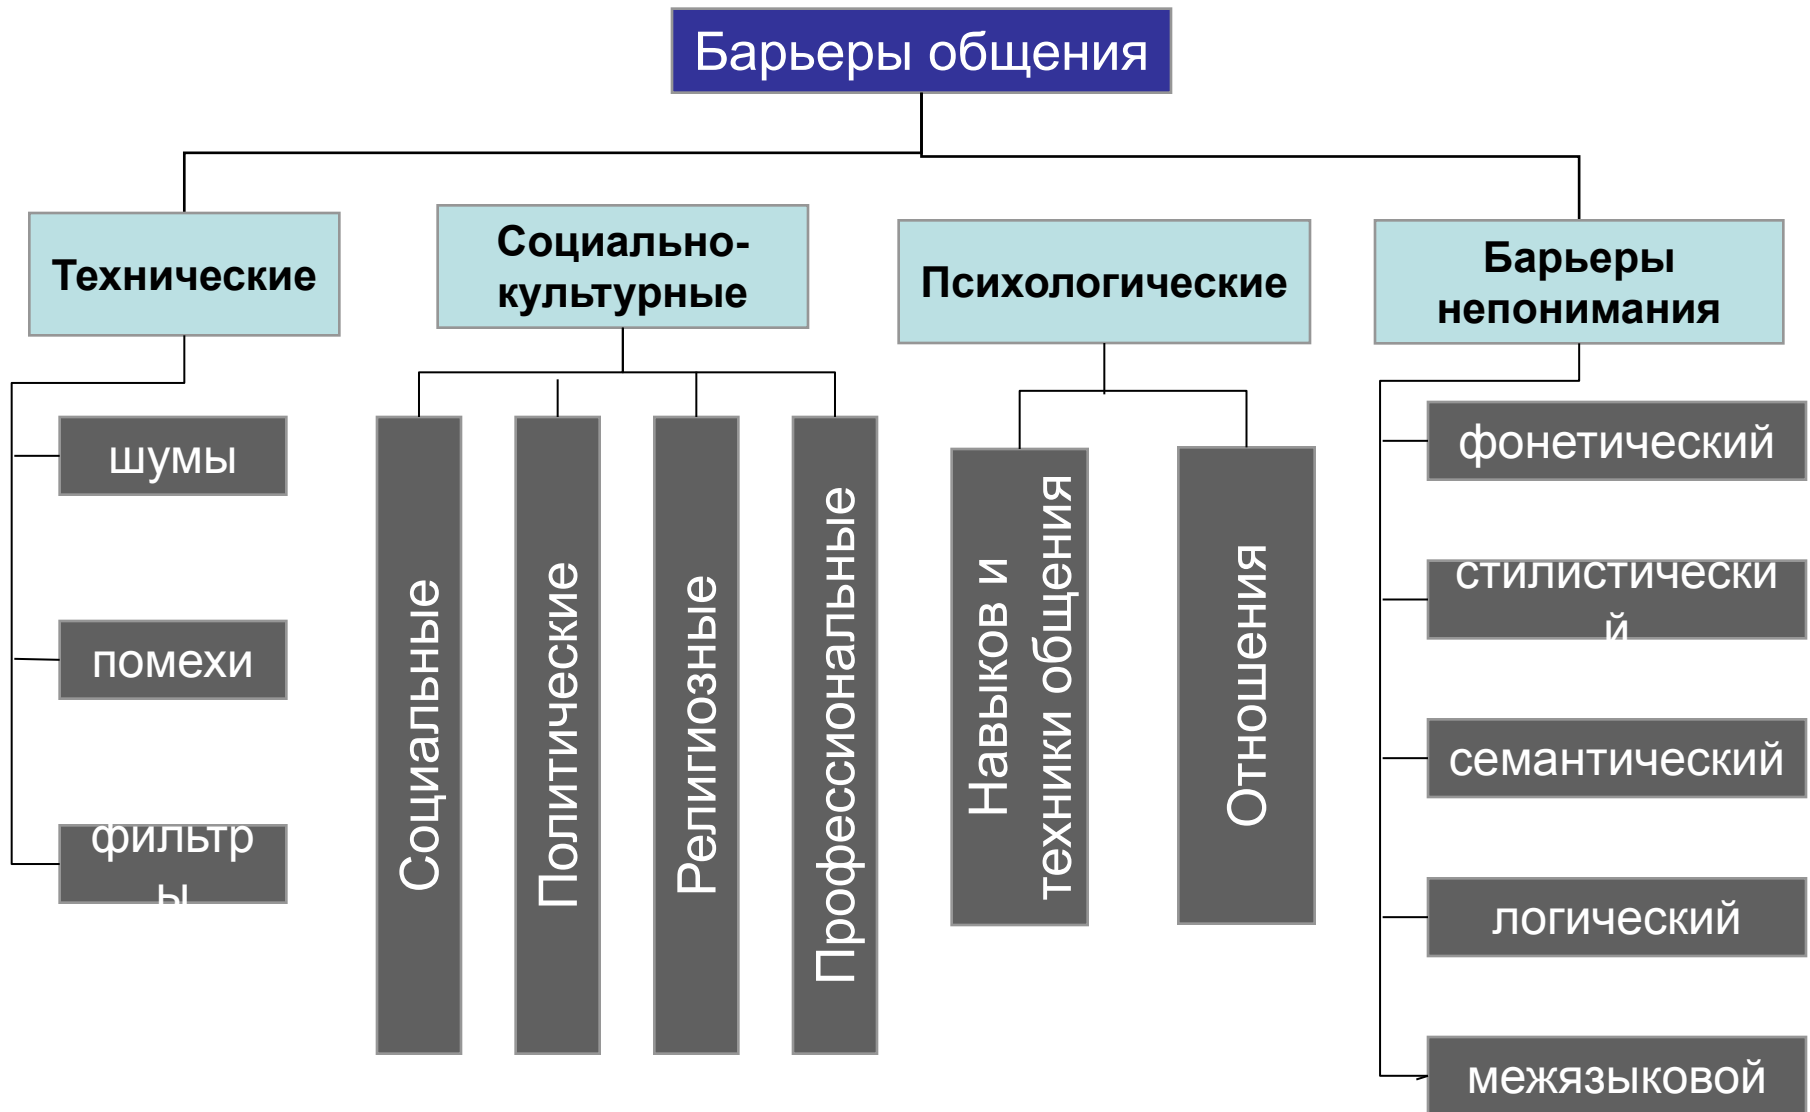 Барьеры общения
Технические
Социально-
культурные
Психологические
Барьеры
непонимания
шумы
помехи
фильтр
ы
Социальные
Политические
Религиозные
Профессиональные
Навыков и
техники общения
Отношения
фонетический
стилистически
й
семантический
логический
межязыковой